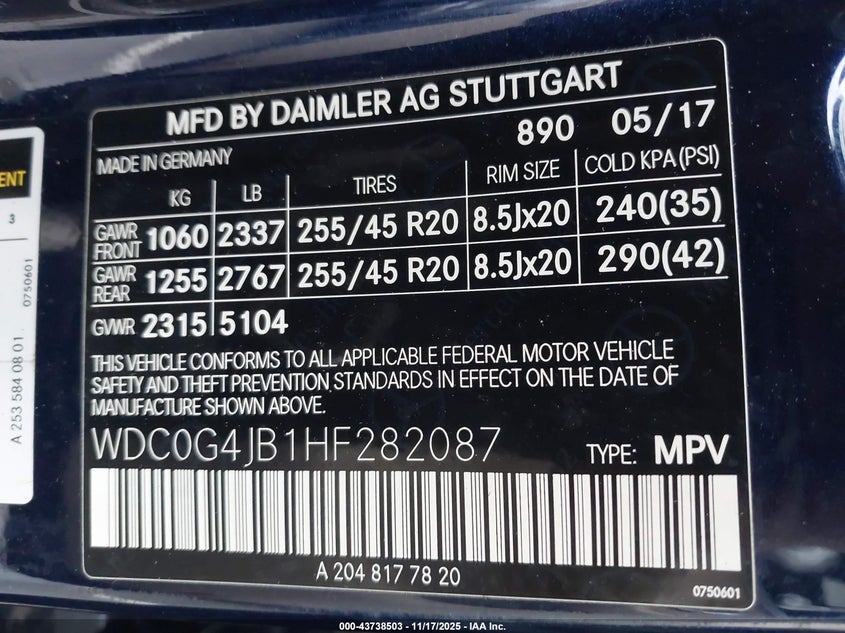 MFD BY DAIMLER AG STUTTGART
890 05/17
MADE IN GERMANY
KG LB TIRES RIM SIZE COLD KPA (PSI)
GAWR FRONT 1060 2337 255/45 R20 8.5Jx20 240(35)
GAWR REAR 1255 2767 255/45 R20 8.5Jx20 290(42)
GVWR 2315 5104
THIS VEHICLE CONFORMS TO ALL APPLICABLE FEDERAL MOTOR VEHICLE
SAFETY AND THEFT PREVENTION STANDARDS IN EFFECT ON THE DATE OF
MANUFACTURE SHOWN ABOVE.
WDC0G4JB1HF282087 TYPE: MPV
A 204 817 78 20
0750601
ENT
3
0750601
A 253 584 08 01
000-43738503 — 11/17/2025 - IAA Inc.